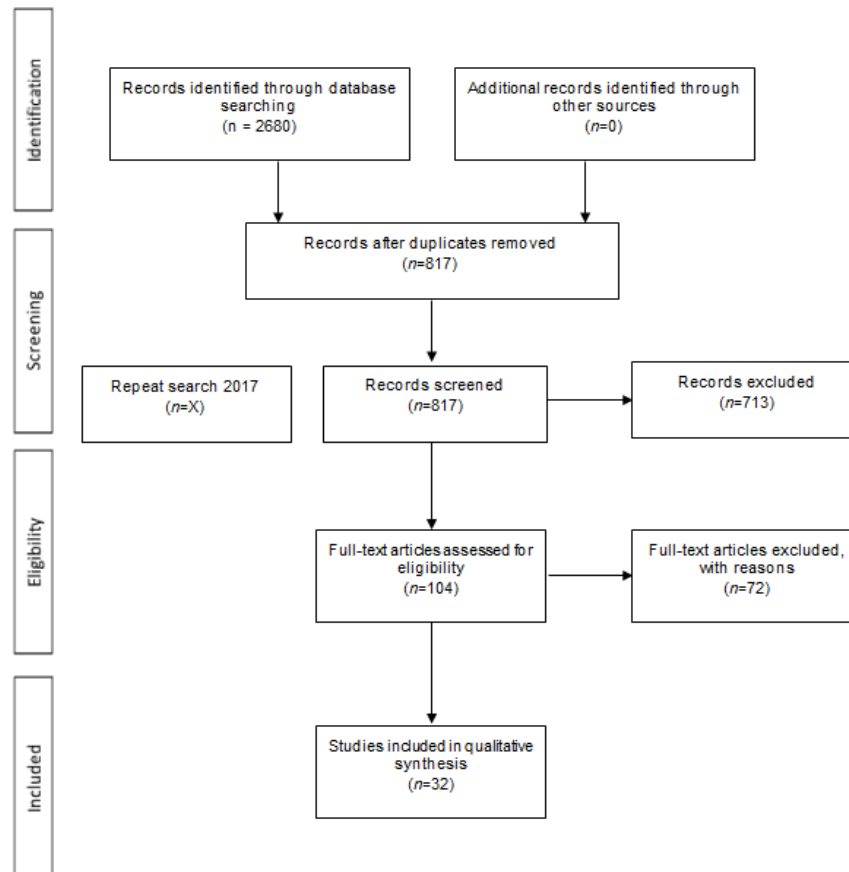 Identification
Records identified through database
searching
(n = 2680)
Additional records identified through
other sources
(n=0)
Screening
Records after duplicates removed
(n=817)
Repeat search 2017
(n=X)
Records screened
(n=817)
Records excluded
(n=713)
Eligibility
Full-text articles assessed for
eligibility
(n=104)
Full-text articles excluded,
with reasons
(n=72)
Included
Studies included in qualitative
synthesis
(n=32)